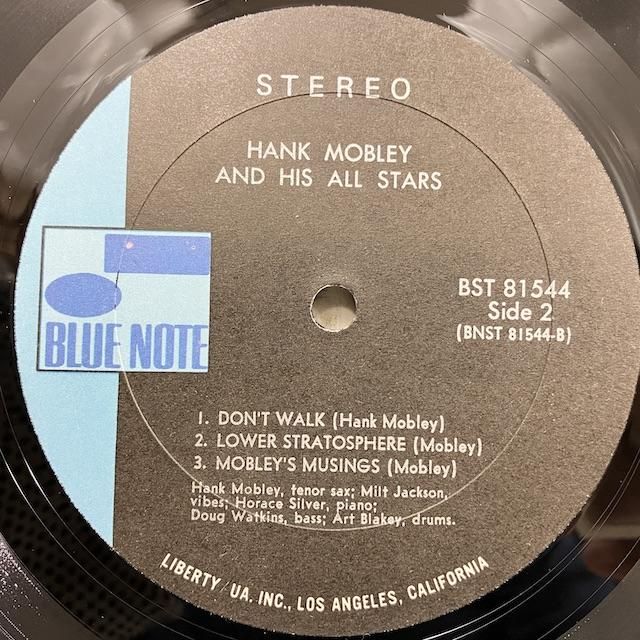 STEREO
HANK MOBLEY
AND HIS ALL STARS
BLUE NOTE
BST 81544
Side 2
(BNST 81544-B)
1. DON'T WALK (Hank Mobley)
2. LOWER STRATOSPHERE (Mobley)
3. MOBLEY'S MUSINGS (Mobley)
Hank Mobley, tenor sax; Milt Jackson,
vibes; Horace Silver, piano;
Doug Watkins, bass; Art Blakey, drums.
LIBERTY/UA. INC., LOS ANGELES, CALIFORNIA